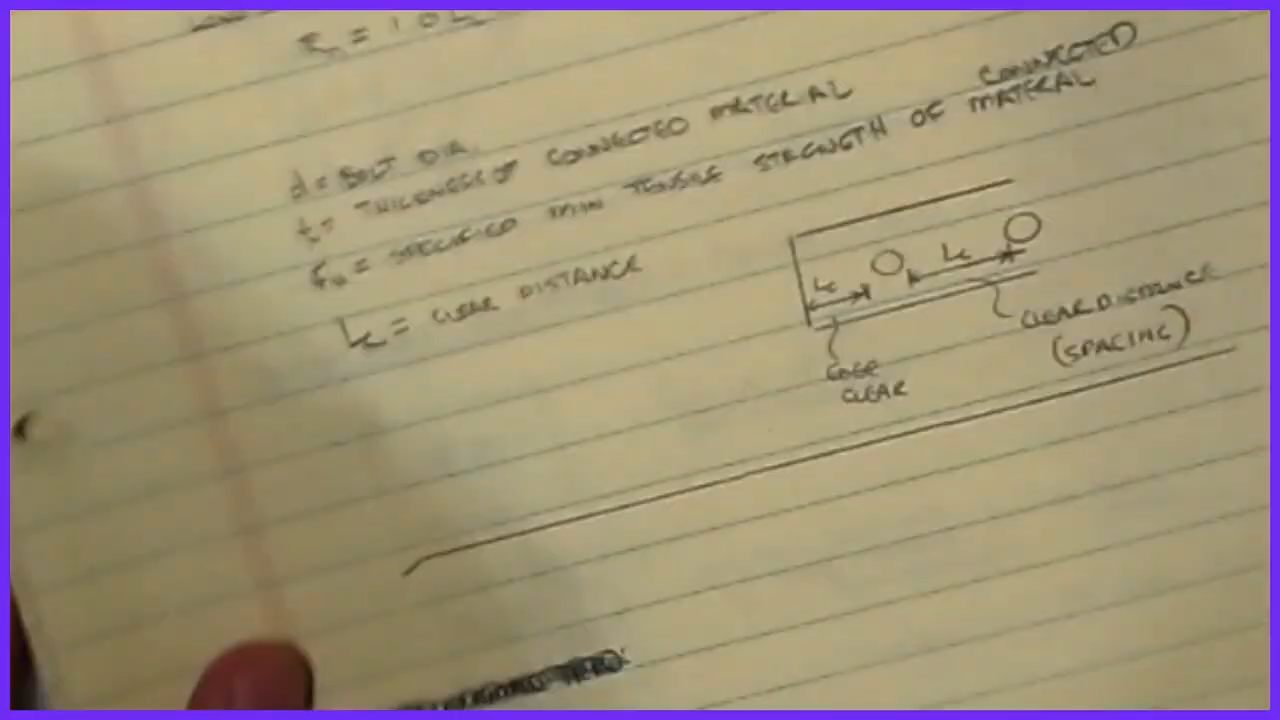 d = BOLT DIA
t = THICKNESS OF CONNECTED MATERIAL
Fu = SPECIFIED MIN TENSILE STRENGTH OF CONNECTED MATERIAL
Lc = CLEAR DISTANCE
Lc
Lc
EDGE
CLEAR
CLEAR DISTANCE
(SPACING)